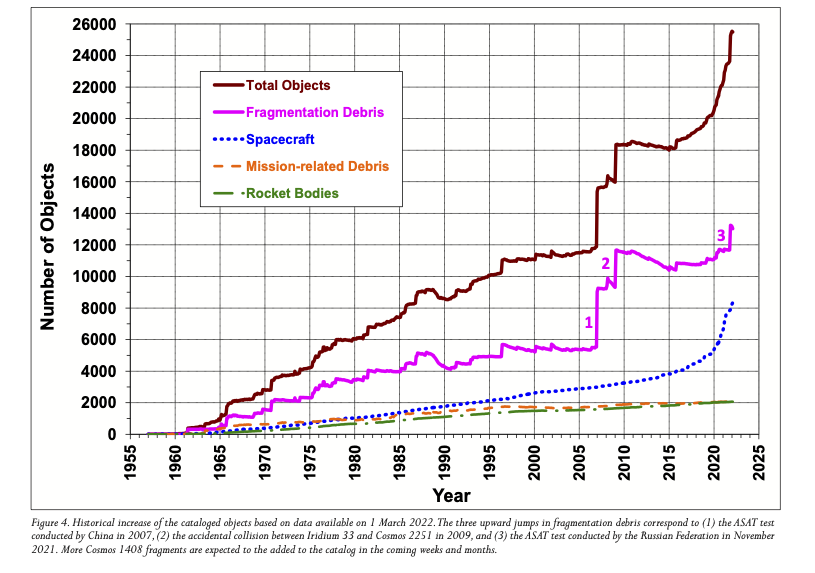 26000
24000
22000
20000
18000
16000
14000
12000
10000
8000
6000
4000
2000
0
Number of Objects
Total Objects
Fragmentation Debris
Spacecraft
Mission-related Debris
Rocket Bodies
1
2
3
1955 1960 1965 1970 1975 1980 1985 1990 1995 2000 2005 2010 2015 2020 2025
Year
Figure 4. Historical increase of the cataloged objects based on data available on 1 March 2022. The three upward jumps in fragmentation debris correspond to (1) the ASAT test
conducted by China in 2007, (2) the accidental collision between Iridium 33 and Cosmos 2251 in 2009, and (3) the ASAT test conducted by the Russian Federation in November
2021. More Cosmos 1408 fragments are expected to the added to the catalog in the coming weeks and months.